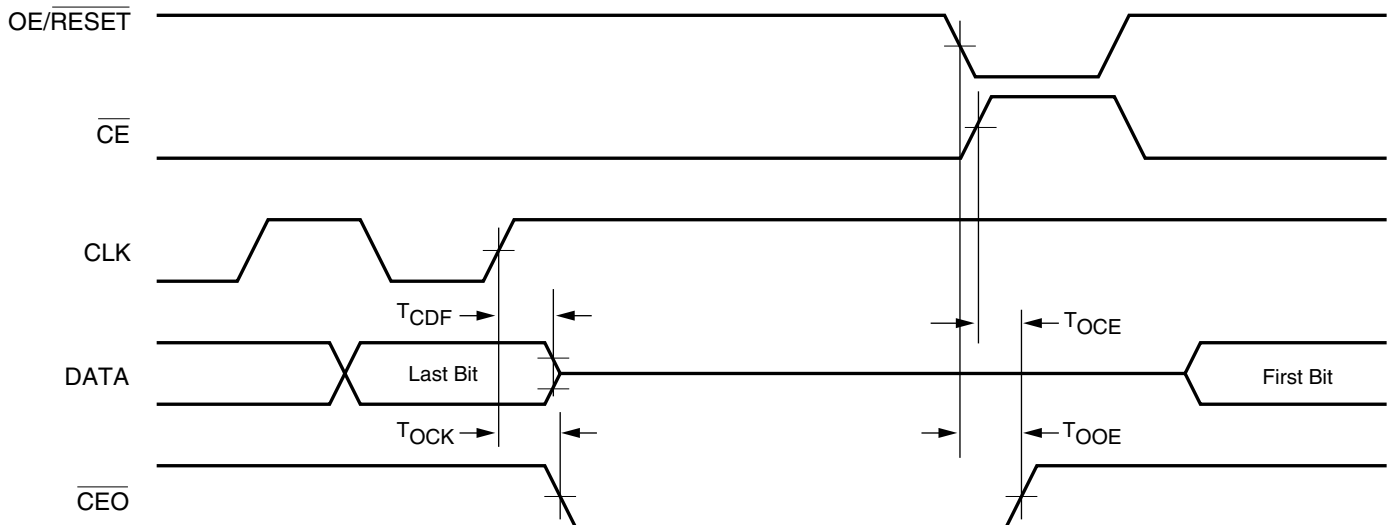 OE/RESET
CE
CLK
TCDF
TOCE
DATA
Last Bit
First Bit
TOCK
TOOE
CEO